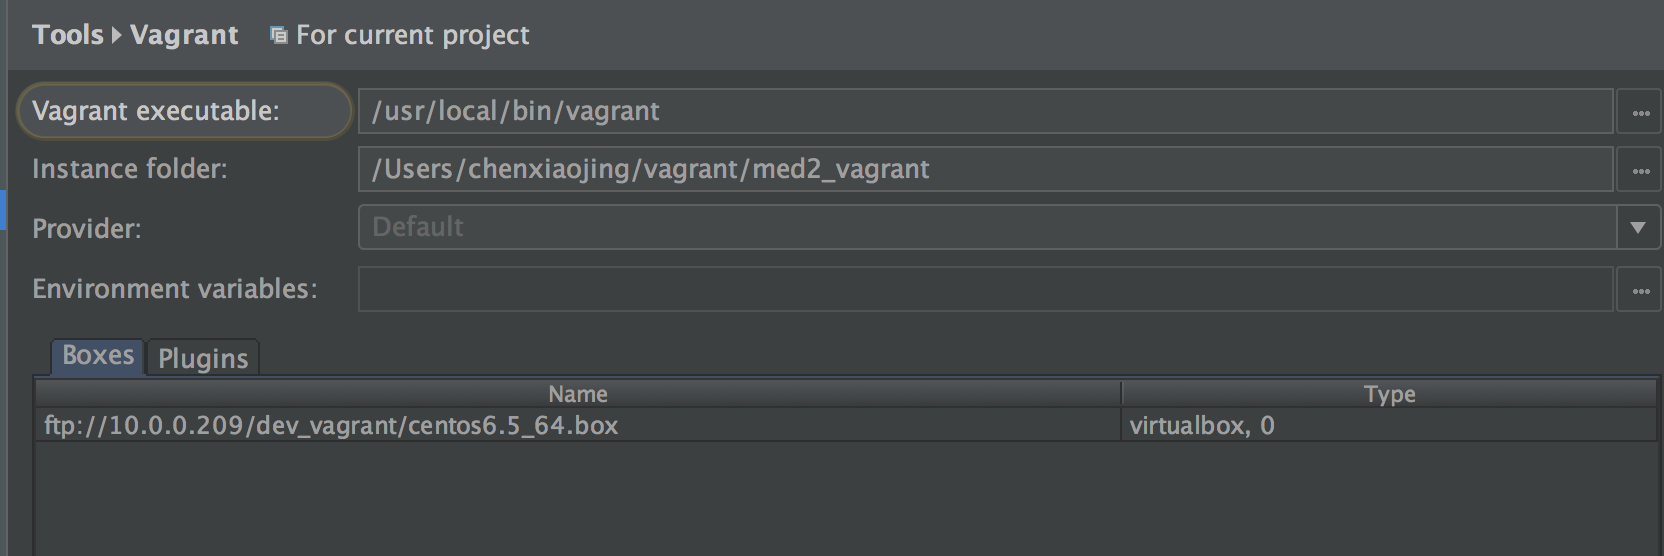 Tools Vagrant For current project
Vagrant executable: /usr/local/bin/vagrant ...
Instance folder: /Users/chenxiaojing/vagrant/med2_vagrant ...
Provider: Default
Environment variables: ...
Boxes Plugins
Name Type
ftp://10.0.0.209/dev_vagrant/centos6.5_64.box virtualbox, 0